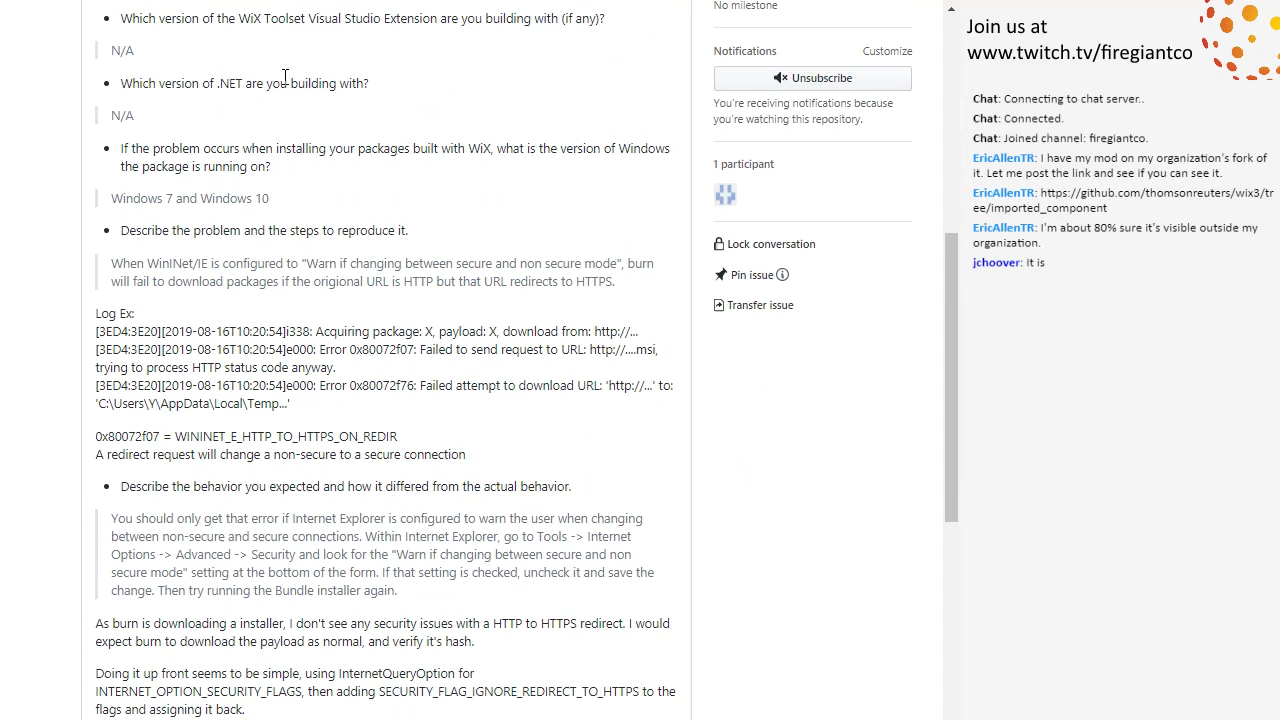 • Which version of the WiX Toolset Visual Studio Extension are you building with (if any)?
N/A
• Which version of .NET are you building with?
N/A
• If the problem occurs when installing your packages built with WiX, what is the version of Windows
the package is running on?
Windows 7 and Windows 10
• Describe the problem and the steps to reproduce it.
When WinINet/IE is configured to "Warn if changing between secure and non secure mode", burn
will fail to download packages if the origional URL is HTTP but that URL redirects to HTTPS.
Log Ex:
[3ED4:3E20][2019-08-16T10:20:54]i338: Acquiring package: X, payload: X, download from: http://...
[3ED4:3E20][2019-08-16T10:20:54]e000: Error 0x80072f07: Failed to send request to URL: http://....msi,
trying to process HTTP status code anyway.
[3ED4:3E20][2019-08-16T10:20:54]e000: Error 0x80072f76: Failed attempt to download URL: 'http://...' to:
'C:\Users\Y\AppData\Local\Temp...'
0x80072f07 = WININET_E_HTTP_TO_HTTPS_ON_REDIR
A redirect request will change a non-secure to a secure connection
• Describe the behavior you expected and how it differed from the actual behavior.
You should only get that error if Internet Explorer is configured to warn the user when changing
between non-secure and secure connections. Within Internet Explorer, go to Tools -> Internet
Options -> Advanced -> Security and look for the "Warn if changing between secure and non
secure mode" setting at the bottom of the form. If that setting is checked, uncheck it and save the
change. Then try running the Bundle installer again.
As burn is downloading a installer, I don't see any security issues with a HTTP to HTTPS redirect. I would
expect burn to download the payload as normal, and verify it's hash.
Doing it up front seems to be simple, using InternetQueryOption for
INTERNET_OPTION_SECURITY_FLAGS, then adding SECURITY_FLAG_IGNORE_REDIRECT_TO_HTTPS to the
flags and assigning it back.
No milestone
Notifications Customize
Unsubscribe
You're receiving notifications because
you're watching this repository.
1 participant
Lock conversation
Pin issue
Transfer issue
Join us at
www.twitch.tv/firegiantco
Chat: Connecting to chat server..
Chat: Connected.
Chat: Joined channel: firegiantco.
EricAllenTR: I have my mod on my organization's fork of
it. Let me post the link and see if you can see it.
EricAllenTR: https://github.com/thomsonreuters/wix3/tr
ee/imported_component
EricAllenTR: I'm about 80% sure it's visible outside my
organization.
jchoover: It is